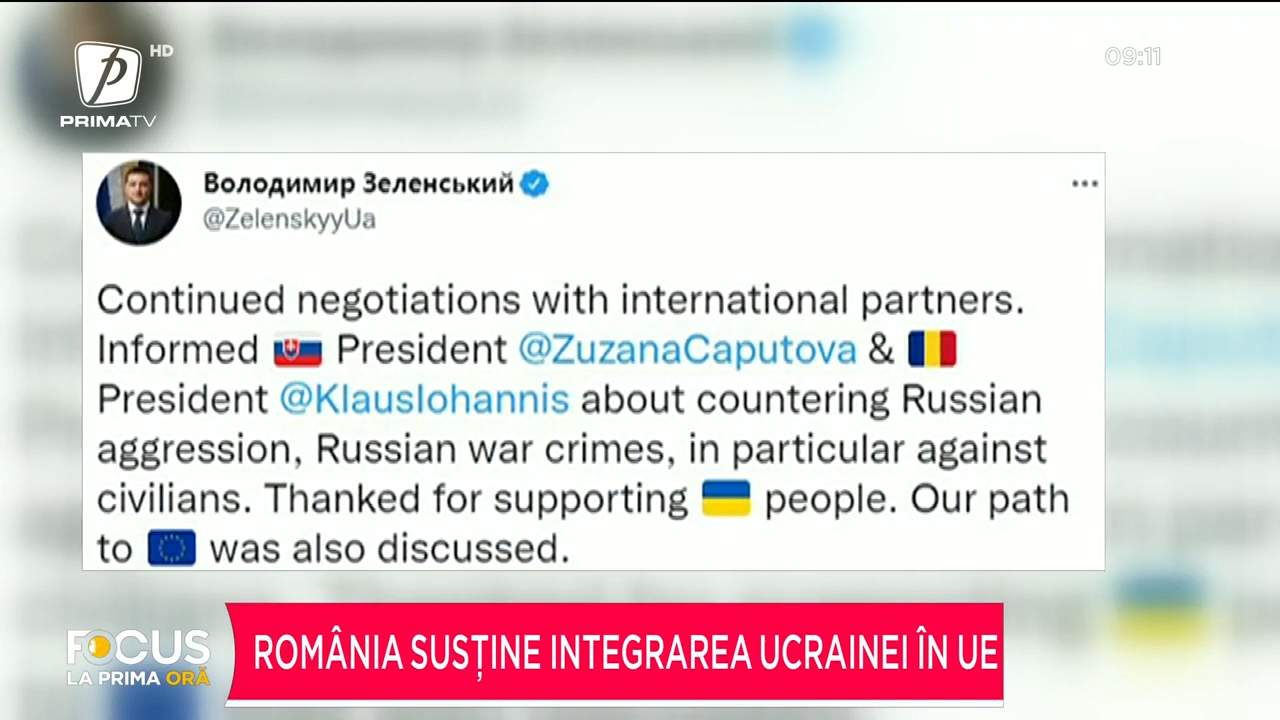 HD
09:11
PRIMATV
Володимир Зеленський
@ZelenskyyUa
Continued negotiations with international partners.
Informed 🇸🇰 President @ZuzanaCaputova & 🇷🇴
President @KlausIohannis about countering Russian
aggression, Russian war crimes, in particular against
civilians. Thanked for supporting 🇺🇦 people. Our path
to 🇪🇺 was also discussed.
FOCUS
LA PRIMA ORĂ
ROMÂNIA SUSȚINE INTEGRAREA UCRAINEI ÎN UE